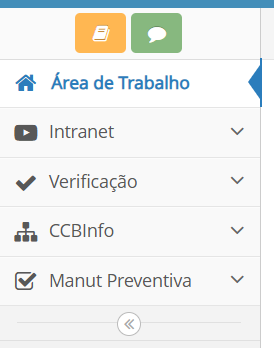 Área de Trabalho
Intranet
Verificação
CCBInfo
Manut Preventiva